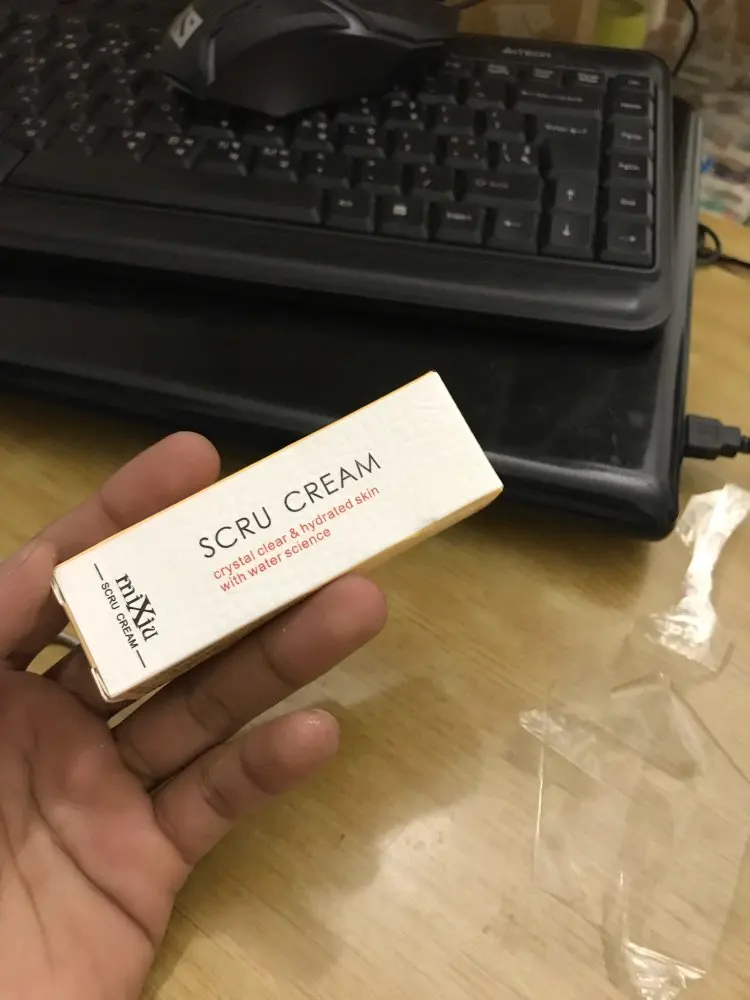 A4TECH
SCRU CREAM
crystal clear & hydrated skin
with water science
miXiu
SCRU CREAM